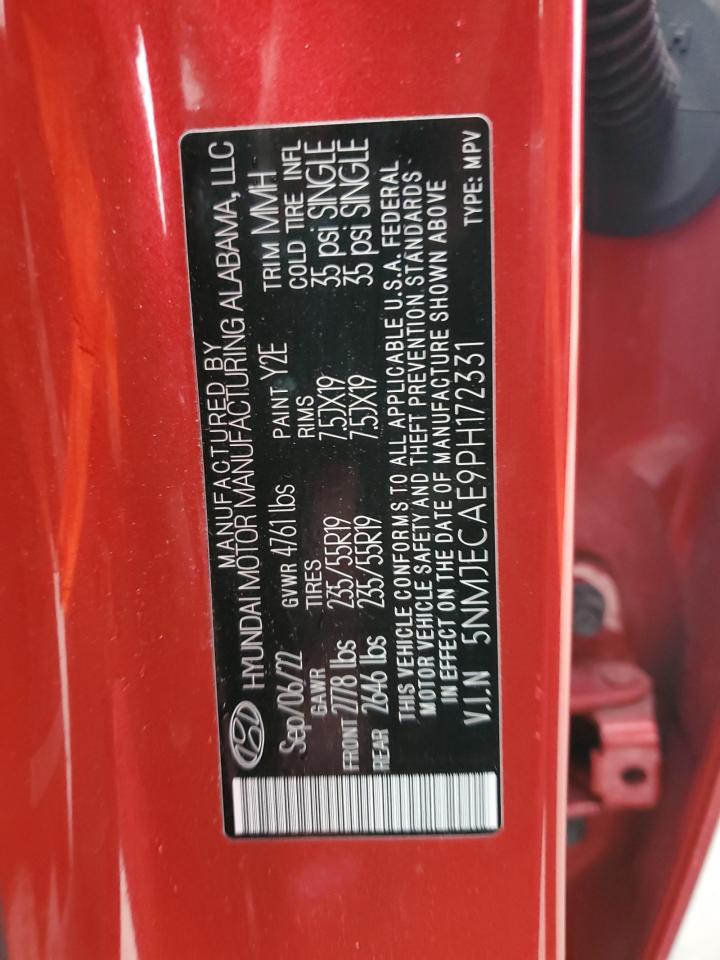 MANUFACTURED BY
HYUNDAI MOTOR MANUFACTURING ALABAMA, LLC
Sep/06/22 GVWR 4761 lbs PAINT Y2E TRIM MMH
GAWR TIRES RIMS COLD TIRE INFL
FRONT 2778 lbs 235/55R19 7.5JX19 35 psi SINGLE
REAR 2646 lbs 235/55R19 7.5JX19 35 psi SINGLE
THIS VEHICLE CONFORMS TO ALL APPLICABLE U.S.A. FEDERAL
MOTOR VEHICLE SAFETY AND THEFT PREVENTION STANDARDS
IN EFFECT ON THE DATE OF MANUFACTURE SHOWN ABOVE
V.I.N 5NMJECAE9PH172331 TYPE: MPV